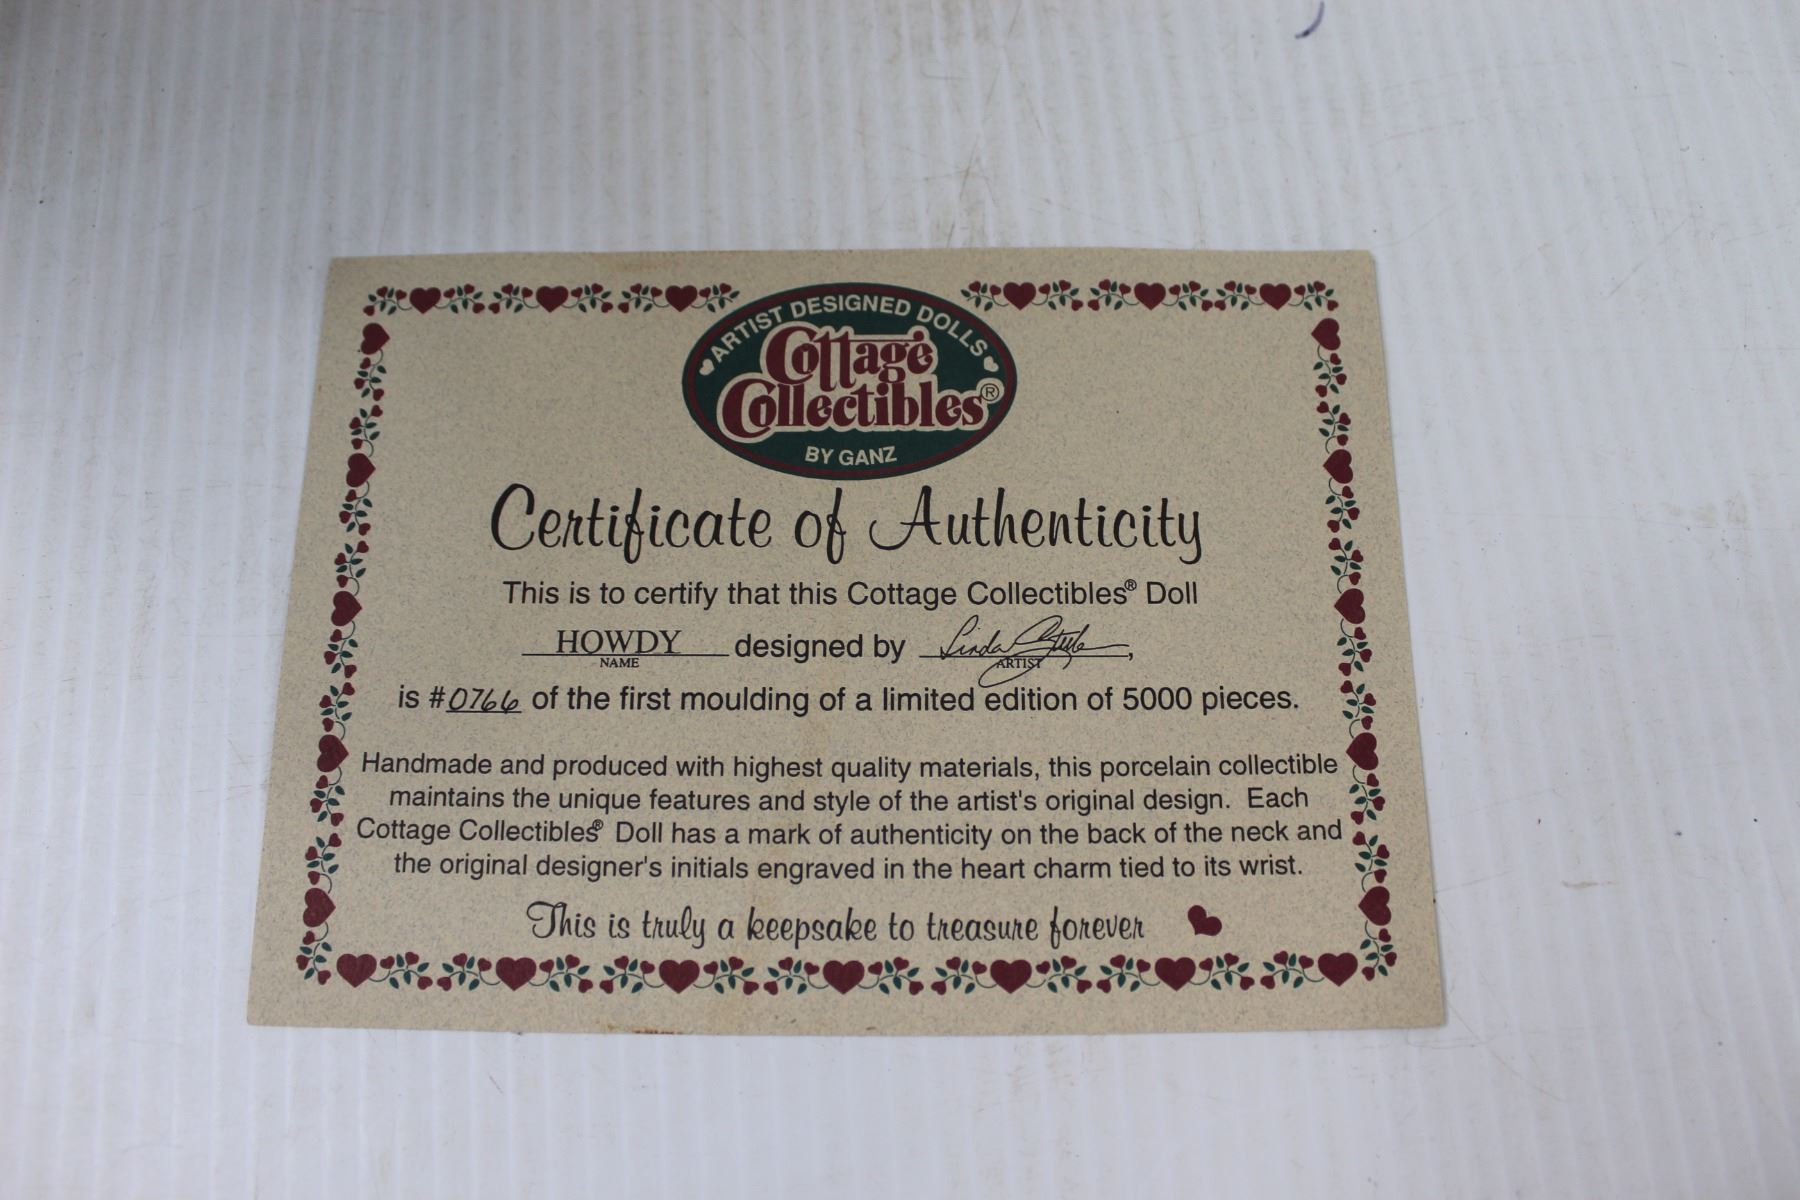 ARTIST DESIGNED DOLLS
Cottage
Collectibles®
BY GANZ
Certificate of Authenticity
This is to certify that this Cottage Collectibles® Doll
HOWDY designed by Linda Steele,
NAME ARTIST
is #0766 of the first moulding of a limited edition of 5000 pieces.
Handmade and produced with highest quality materials, this porcelain collectible
maintains the unique features and style of the artist's original design. Each
Cottage Collectibles® Doll has a mark of authenticity on the back of the neck and
the original designer's initials engraved in the heart charm tied to its wrist.
This is truly a keepsake to treasure forever